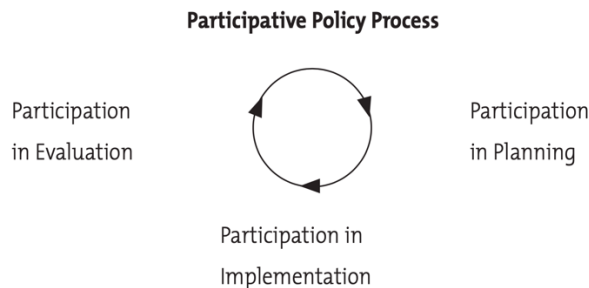 Participative Policy Process
Participation
in Evaluation
Participation
in Planning
Participation in
Implementation